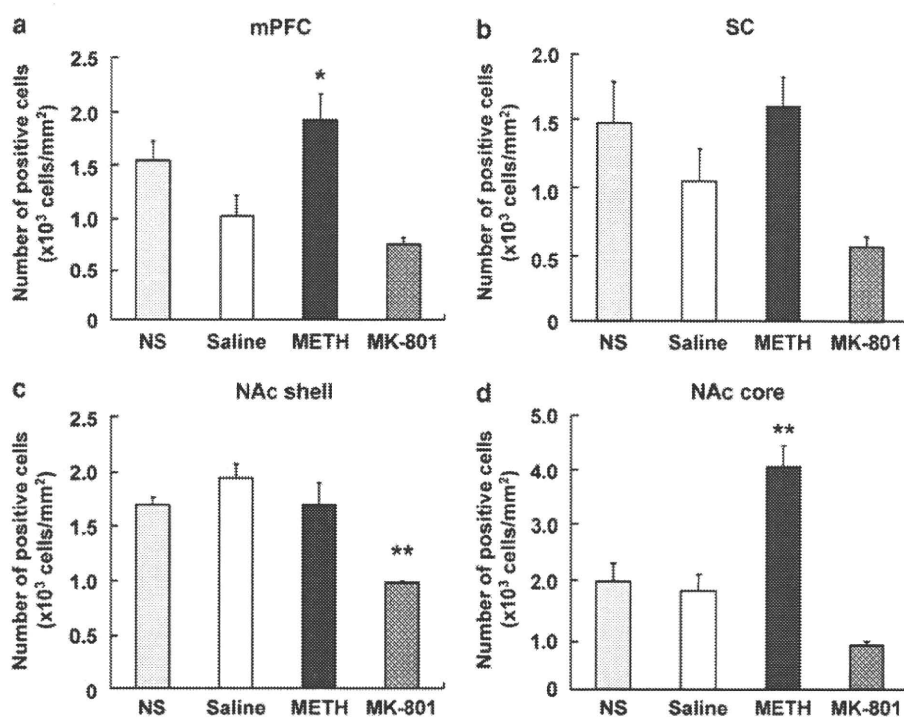 a
mPFC
Number of positive cells
(x10³ cells/mm²)
2.5
2.0
1.5
1.0
0.5
0
*
NS Saline METH MK-801
b
SC
Number of positive cells
(x10³ cells/mm²)
2.0
1.5
1.0
0.5
0
NS Saline METH MK-801
c
NAc shell
Number of positive cells
(x10³ cells/mm²)
2.5
2.0
1.5
1.0
0.5
0
**
NS Saline METH MK-801
d
NAc core
Number of positive cells
(x10³ cells/mm²)
5.0
4.0
2.0
1.0
0
**
NS Saline METH MK-801